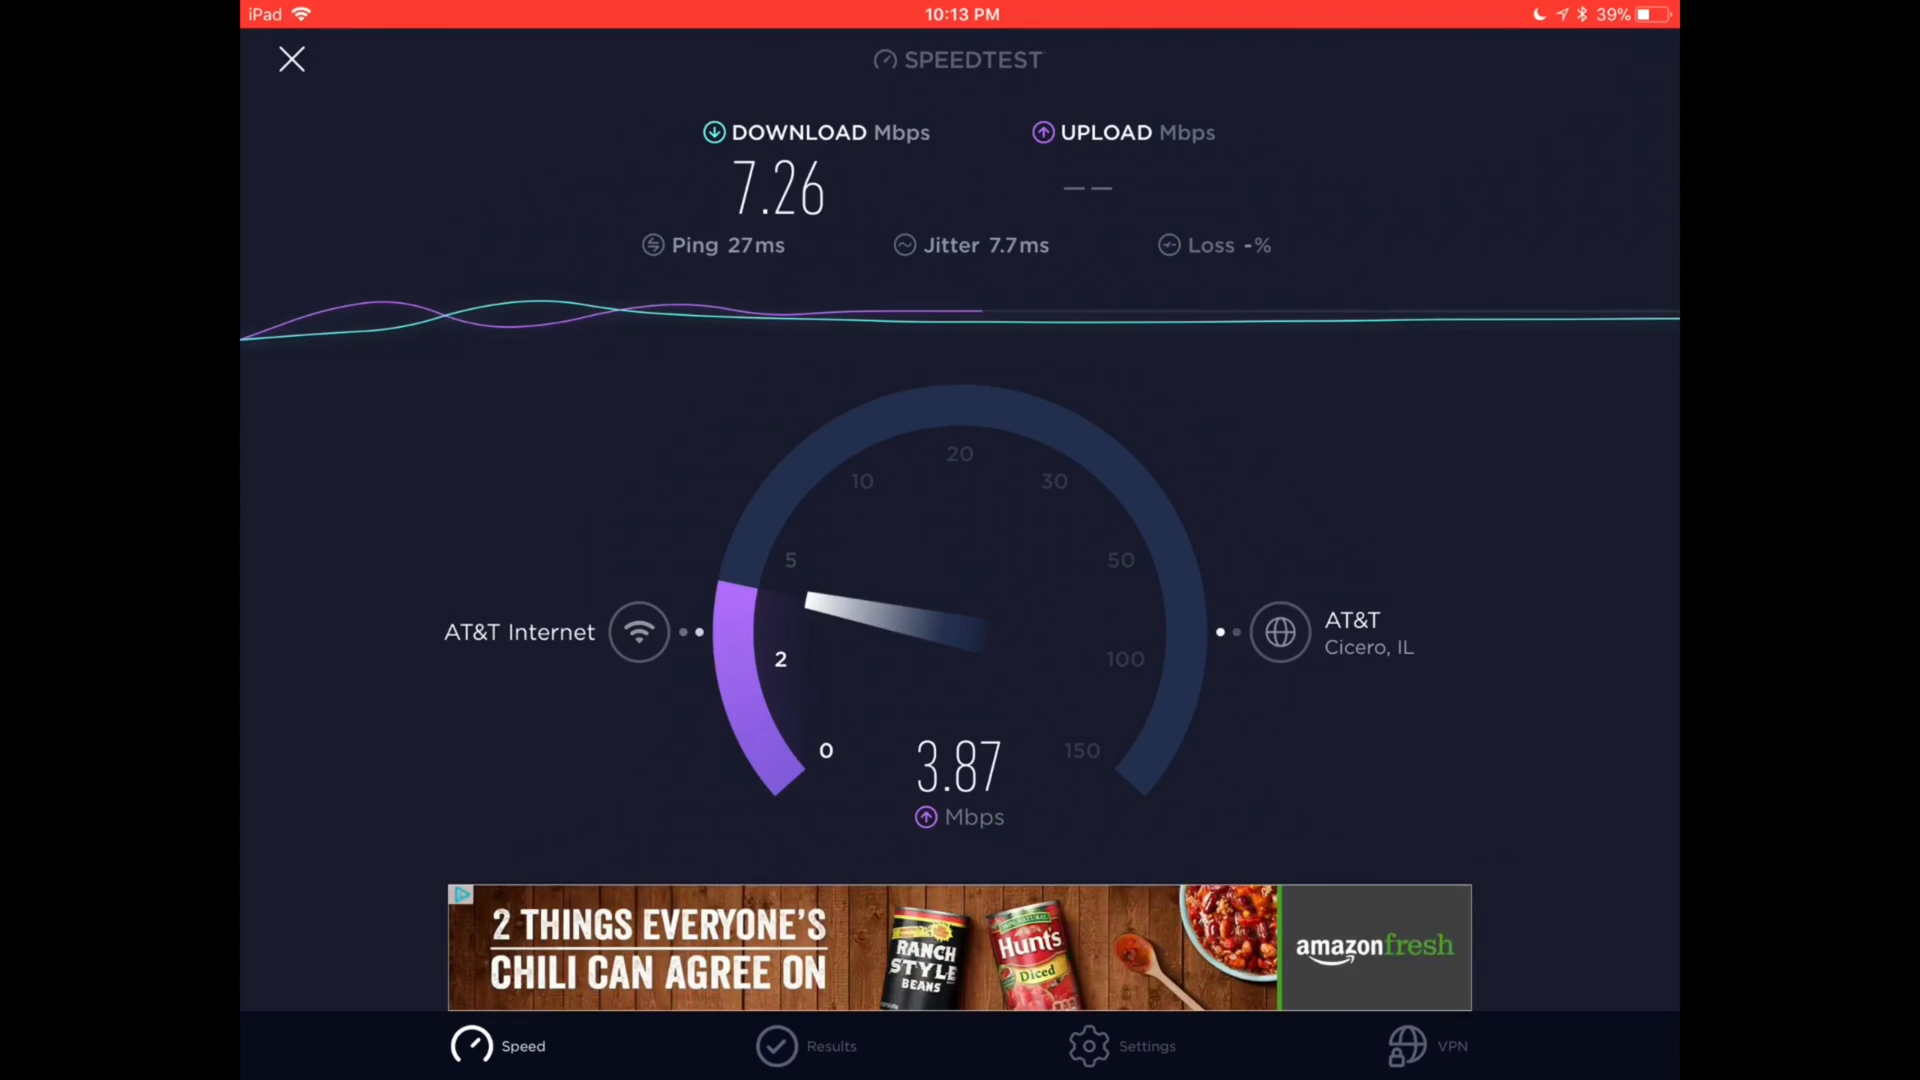 iPad
10:13 PM
39%
SPEEDTEST
DOWNLOAD Mbps
UPLOAD Mbps
7.26
— —
Ping 27ms
Jitter 7.7ms
Loss -%
20
10
30
5
50
AT&T Internet
AT&T
Cicero, IL
2
100
0
150
3.87
Mbps
2 THINGS EVERYONE'S
CHILI CAN AGREE ON
RANCH
STYLE
BEANS
100% NATURAL
Hunt's
Diced
amazonfresh
Speed
Results
Settings
VPN